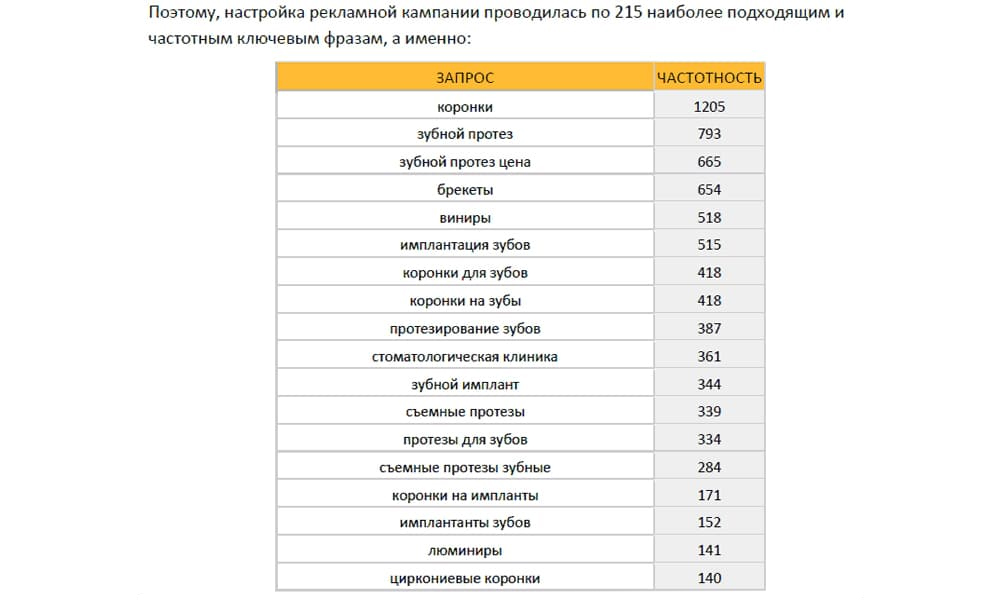 Поэтому, настройка рекламной кампании проводилась по 215 наиболее подходящим и
частотным ключевым фразам, а именно:
ЗАПРОС ЧАСТОТНОСТЬ
коронки 1205
зубной протез 793
зубной протез цена 665
брекеты 654
виниры 518
имплантация зубов 515
коронки для зубов 418
коронки на зубы 418
протезирование зубов 387
стоматологическая клиника 361
зубной имплант 344
съемные протезы 339
протезы для зубов 334
съемные протезы зубные 284
коронки на импланты 171
имплантанты зубов 152
люминиры 141
циркониевые коронки 140